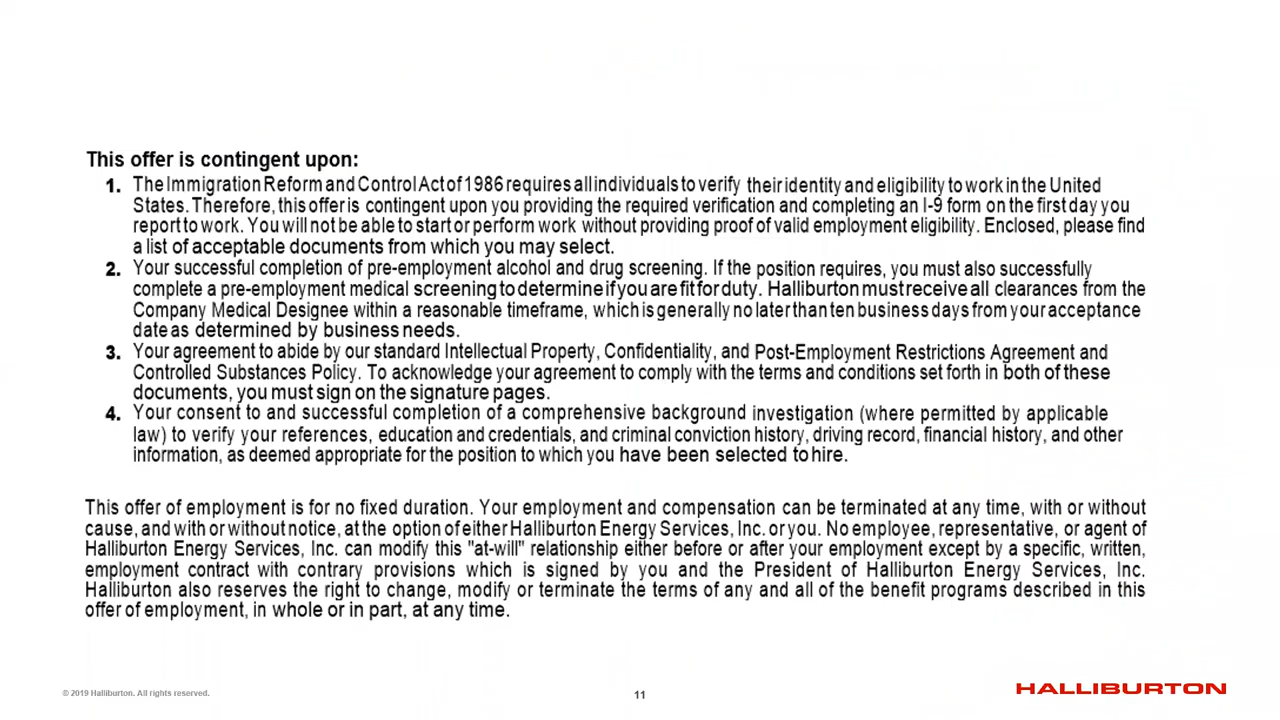 This offer is contingent upon:
1. The Immigration Reform and Control Act of 1986 requires all individuals to verify their identity and eligibility to work in the United
States. Therefore, this offer is contingent upon you providing the required verification and completing an I-9 form on the first day you
report to work. You will not be able to start or perform work without providing proof of valid employment eligibility. Enclosed, please find
a list of acceptable documents from which you may select.
2. Your successful completion of pre-employment alcohol and drug screening. If the position requires, you must also successfully
complete a pre-employment medical screening to determine if you are fit for duty. Halliburton must receive all clearances from the
Company Medical Designee within a reasonable timeframe, which is generally no later than ten business days from your acceptance
date as determined by business needs.
3. Your agreement to abide by our standard Intellectual Property, Confidentiality, and Post-Employment Restrictions Agreement and
Controlled Substances Policy. To acknowledge your agreement to comply with the terms and conditions set forth in both of these
documents, you must sign on the signature pages.
4. Your consent to and successful completion of a comprehensive background investigation (where permitted by applicable
law) to verify your references, education and credentials, and criminal conviction history, driving record, financial history, and other
information, as deemed appropriate for the position to which you have been selected to hire.
This offer of employment is for no fixed duration. Your employment and compensation can be terminated at any time, with or without
cause, and with or without notice, at the option of either Halliburton Energy Services, Inc. or you. No employee, representative, or agent of
Halliburton Energy Services, Inc. can modify this "at-will" relationship either before or after your employment except by a specific, written,
employment contract with contrary provisions which is signed by you and the President of Halliburton Energy Services, Inc.
Halliburton also reserves the right to change, modify or terminate the terms of any and all of the benefit programs described in this
offer of employment, in whole or in part, at any time.
© 2019 Halliburton. All rights reserved.
11
HALLIBURTON